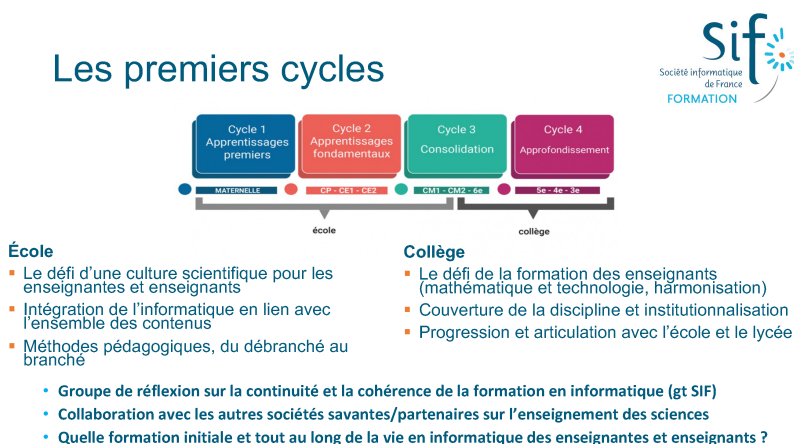 Les premiers cycles
Sif
Société informatique
de France
FORMATION
Cycle 1
Apprentissages
premiers
Cycle 2
Apprentissages
fondamentaux
Cycle 3
Consolidation
Cycle 4
Approfondissement
MATERNELLE
CP - CE1 - CE2
CM1 - CM2 - 6e
5e - 4e - 3e
école
collège
École
▪ Le défi d’une culture scientifique pour les
enseignantes et enseignants
▪ Intégration de l’informatique en lien avec
l’ensemble des contenus
▪ Méthodes pédagogiques, du débranché au
branché
Collège
▪ Le défi de la formation des enseignants
(mathématique et technologie, harmonisation)
▪ Couverture de la discipline et institutionnalisation
▪ Progression et articulation avec l’école et le lycée
• Groupe de réflexion sur la continuité et la cohérence de la formation en informatique (gt SIF)
• Collaboration avec les autres sociétés savantes/partenaires sur l’enseignement des sciences
• Quelle formation initiale et tout au long de la vie en informatique des enseignantes et enseignants ?